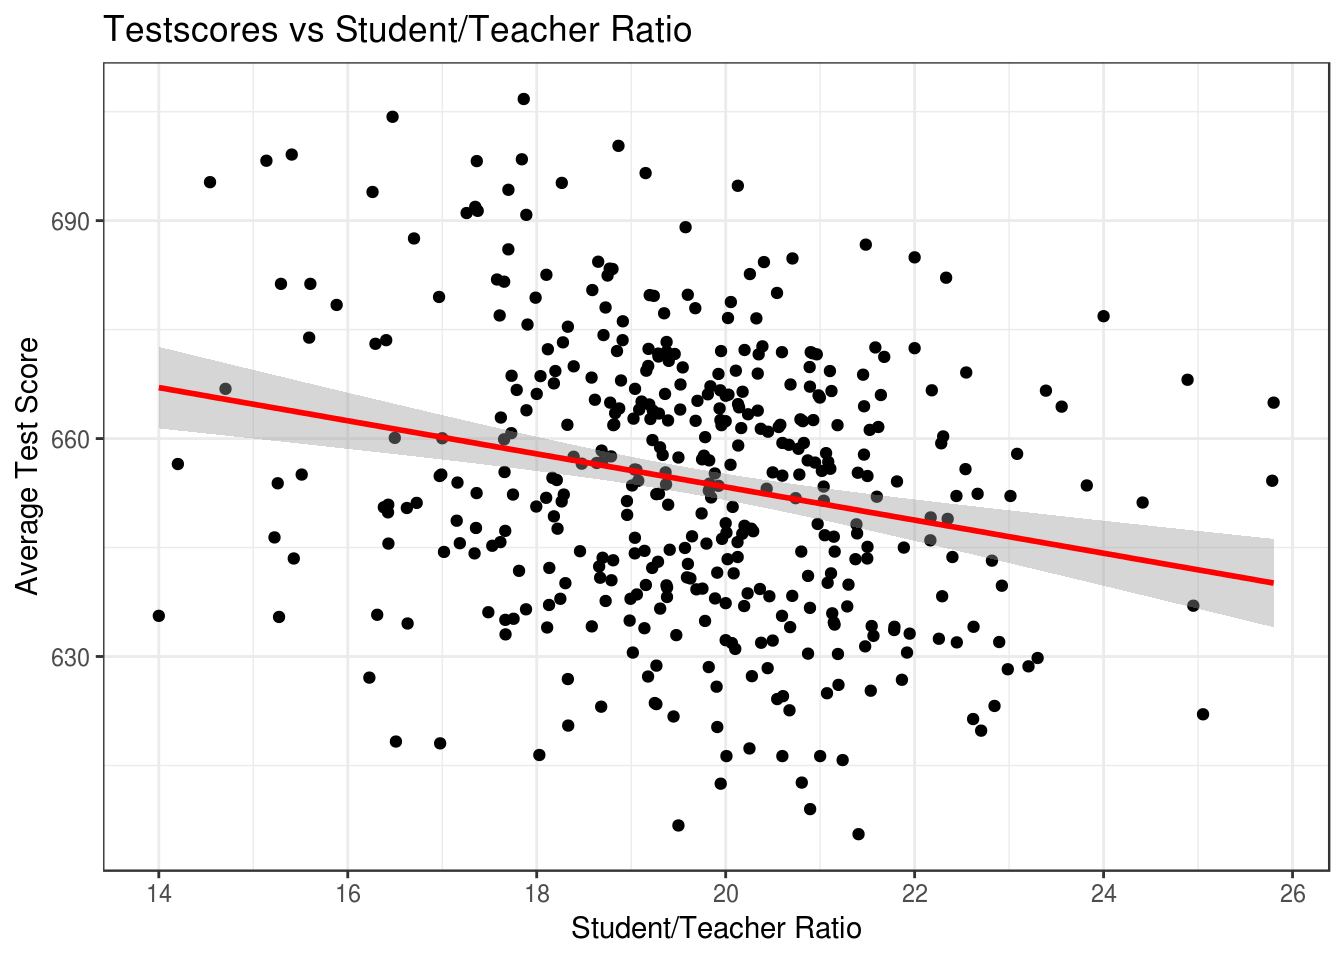 Testscores vs Student/Teacher Ratio
Average Test Score
690
660
630
14 16 18 20 22 24 26
Student/Teacher Ratio